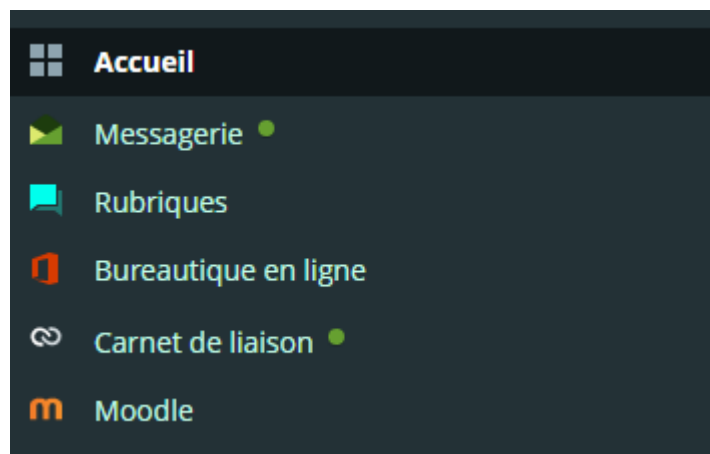 Accueil
Messagerie
Rubriques
Bureautique en ligne
Carnet de liaison
Moodle